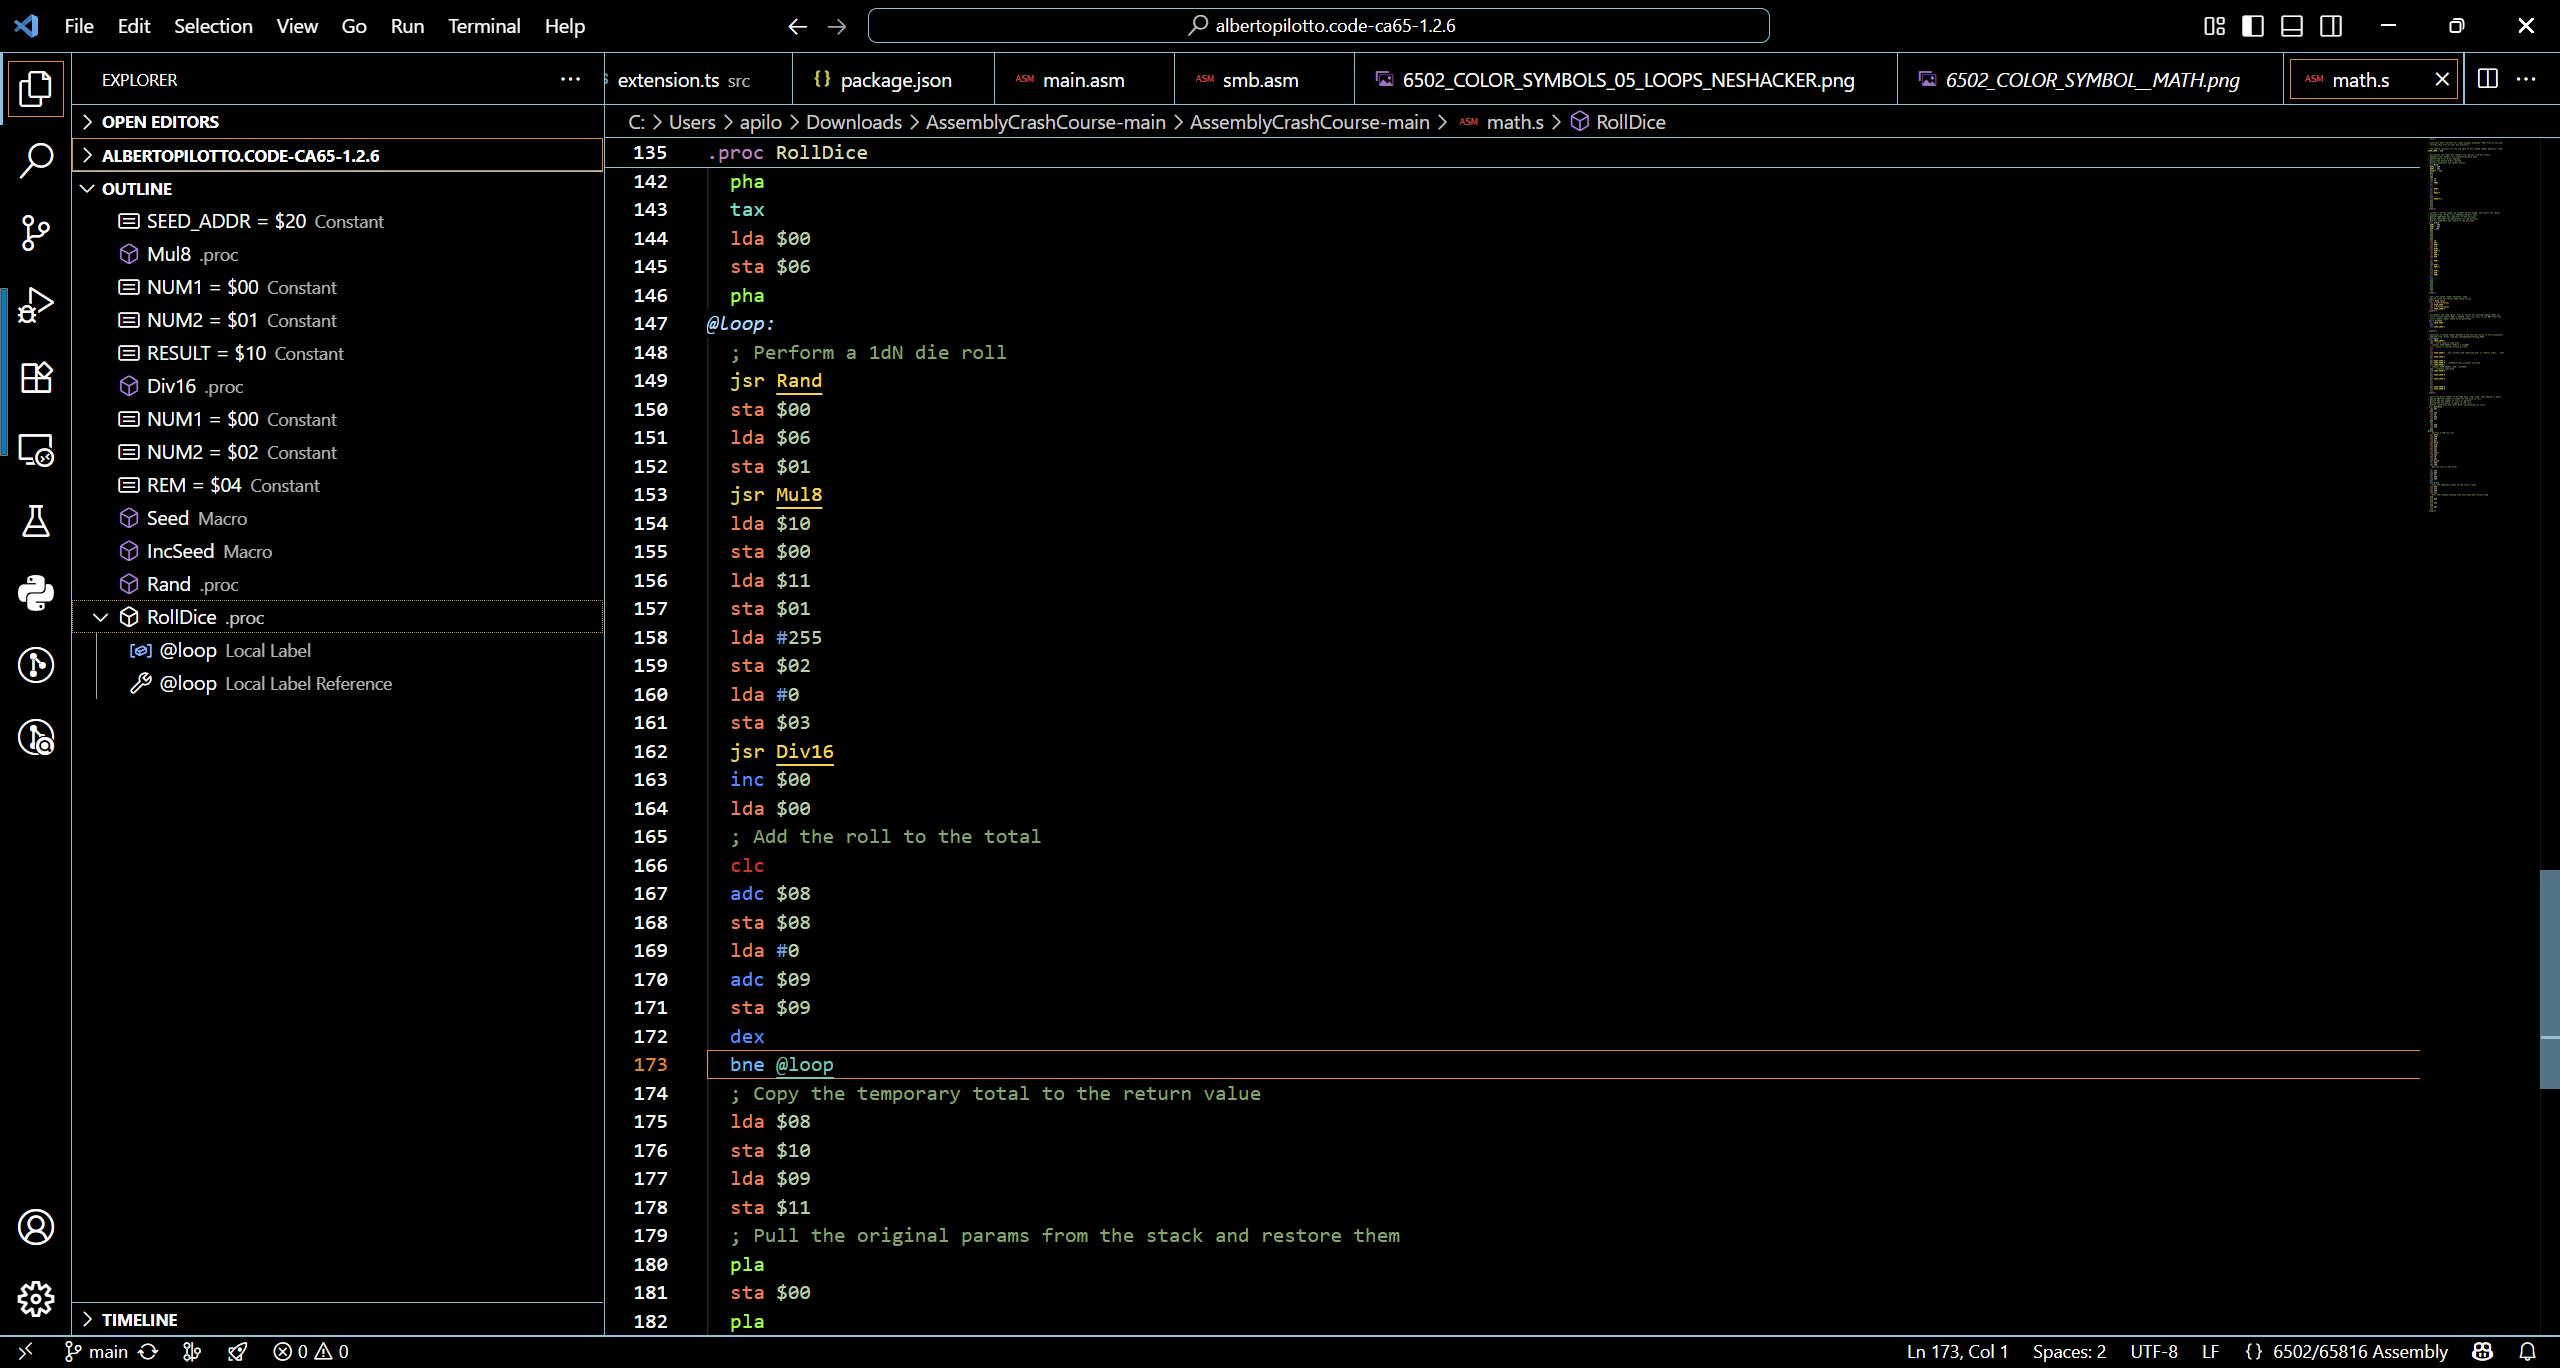 File Edit Selection View Go Run Terminal Help
albertopilotto.code-ca65-1.2.6
EXPLORER
extension.ts src
{} package.json
ASM main.asm
ASM smb.asm
6502_COLOR_SYMBOLS_05_LOOPS_NESHACKER.png
6502_COLOR_SYMBOL__MATH.png
ASM math.s
OPEN EDITORS
ALBERTOPILOTTO.CODE-CA65-1.2.6
OUTLINE
SEED_ADDR = $20 Constant
Mul8 .proc
NUM1 = $00 Constant
NUM2 = $01 Constant
RESULT = $10 Constant
Div16 .proc
NUM1 = $00 Constant
NUM2 = $02 Constant
REM = $04 Constant
Seed Macro
IncSeed Macro
Rand .proc
RollDice .proc
@loop Local Label
@loop Local Label Reference
TIMELINE
C: > Users > apilo > Downloads > AssemblyCrashCourse-main > AssemblyCrashCourse-main > ASM math.s > RollDice
135 .proc RollDice
142 pha
143 tax
144 lda $00
145 sta $06
146 pha
147 @loop:
148 ; Perform a 1dN die roll
149 jsr Rand
150 sta $00
151 lda $06
152 sta $01
153 jsr Mul8
154 lda $10
155 sta $00
156 lda $11
157 sta $01
158 lda #255
159 sta $02
160 lda #0
161 sta $03
162 jsr Div16
163 inc $00
164 lda $00
165 ; Add the roll to the total
166 clc
167 adc $08
168 sta $08
169 lda #0
170 adc $09
171 sta $09
172 dex
173 bne @loop
174 ; Copy the temporary total to the return value
175 lda $08
176 sta $10
177 lda $09
178 sta $11
179 ; Pull the original params from the stack and restore them
180 pla
181 sta $00
182 pla
main 0 0
Ln 173, Col 1 Spaces: 2 UTF-8 LF {} 6502/65816 Assembly